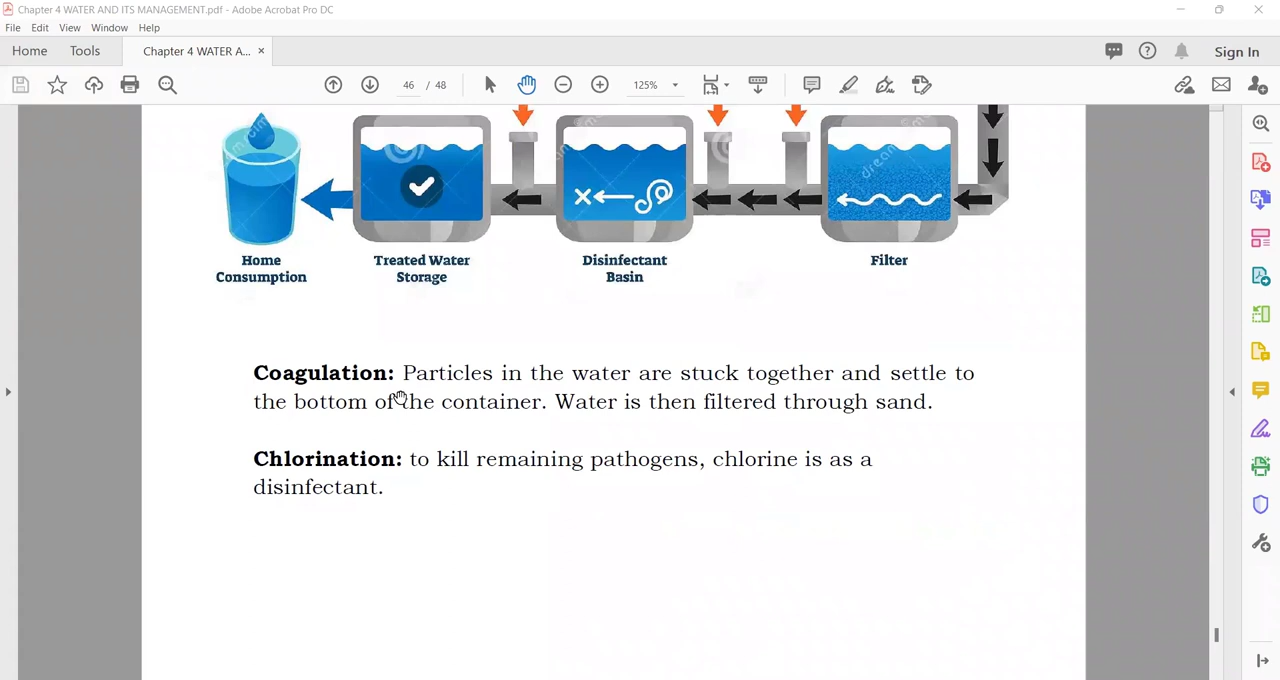 Chapter 4 WATER AND ITS MANAGEMENT.pdf - Adobe Acrobat Pro DC
File Edit View Window Help
Home Tools Chapter 4 WATER A... × Sign In
46 / 48 125%
Home
Consumption
Treated Water
Storage
Disinfectant
Basin
Filter
Coagulation: Particles in the water are stuck together and settle to
the bottom of the container. Water is then filtered through sand.
Chlorination: to kill remaining pathogens, chlorine is as a
disinfectant.